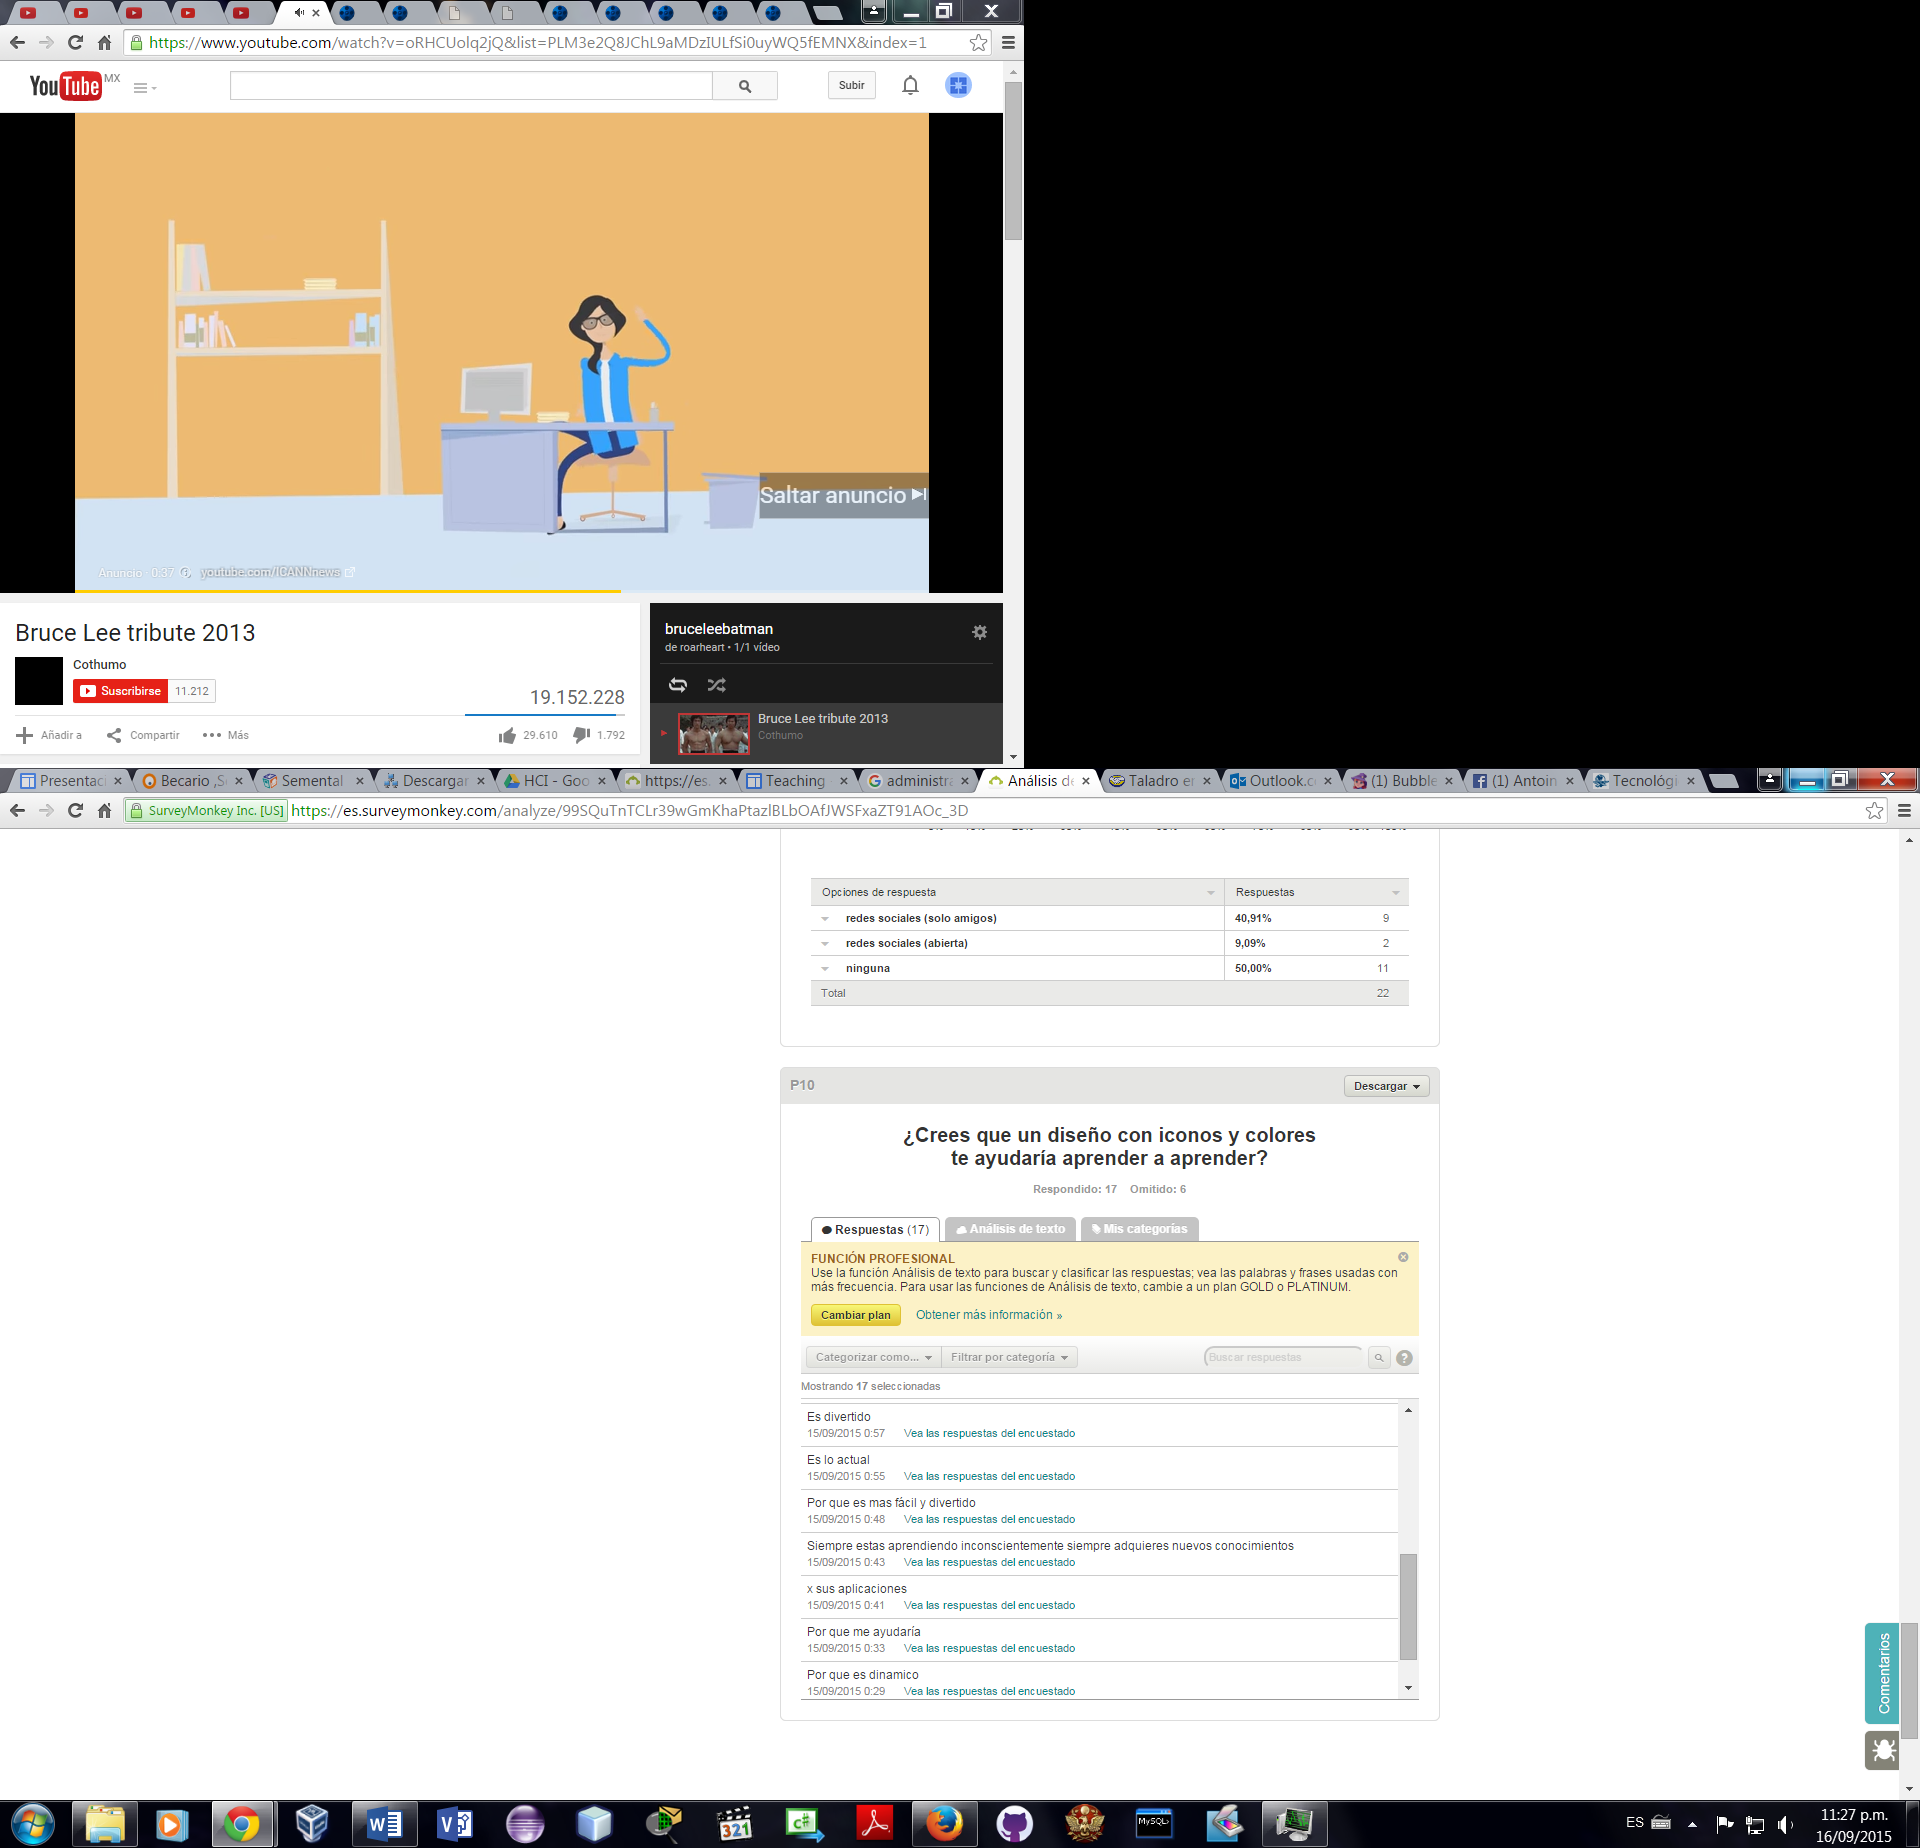 https://www.youtube.com/watch?v=oRHCUolq2jQ&list=PLM3e2Q8JChL9aMDzIULfSi0uyWQ5fEMNX&index=1
YouTube MX
Subir
Saltar anuncio
Anuncio · 0:37 youtube.com/ICANNnews
Bruce Lee tribute 2013
Cothumo
Suscribirse 11.212
19.152.228
Añadir a Compartir Más 29.610 1.792
bruceleebatman
de roarheart • 1/1 vídeo
Bruce Lee tribute 2013
Cothumo
Presentaci Becario ,S Semental Descargar HCI - Goo https://es. Teaching administra Análisis de Taladro en Outlook.co (1) Bubble (1) Antoin Tecnológi
SurveyMonkey Inc. [US] https://es.surveymonkey.com/analyze/99SQuTnTCLr39wGmKhaPtazlBLbOAfJWSFxaZT91AOc_3D
Opciones de respuesta Respuestas
redes sociales (solo amigos) 40,91% 9
redes sociales (abierta) 9,09% 2
ninguna 50,00% 11
Total 22
P10
Descargar
¿Crees que un diseño con iconos y colores
te ayudaría aprender a aprender?
Respondido: 17 Omitido: 6
Respuestas (17) Análisis de texto Mis categorías
FUNCIÓN PROFESIONAL
Use la función Análisis de texto para buscar y clasificar las respuestas; vea las palabras y frases usadas con
más frecuencia. Para usar las funciones de Análisis de texto, cambie a un plan GOLD o PLATINUM.
Cambiar plan Obtener más información »
Categorizar como... Filtrar por categoría Buscar respuestas ?
Mostrando 17 seleccionadas
Es divertido
15/09/2015 0:57 Vea las respuestas del encuestado
Es lo actual
15/09/2015 0:55 Vea las respuestas del encuestado
Por que es mas fácil y divertido
15/09/2015 0:48 Vea las respuestas del encuestado
Siempre estas aprendiendo inconscientemente siempre adquieres nuevos conocimientos
15/09/2015 0:43 Vea las respuestas del encuestado
x sus aplicaciones
15/09/2015 0:41 Vea las respuestas del encuestado
Por que me ayudaría
15/09/2015 0:33 Vea las respuestas del encuestado
Por que es dinamico
15/09/2015 0:29 Vea las respuestas del encuestado
Comentarios
321
C#
MySQL
ES
11:27 p.m.
16/09/2015